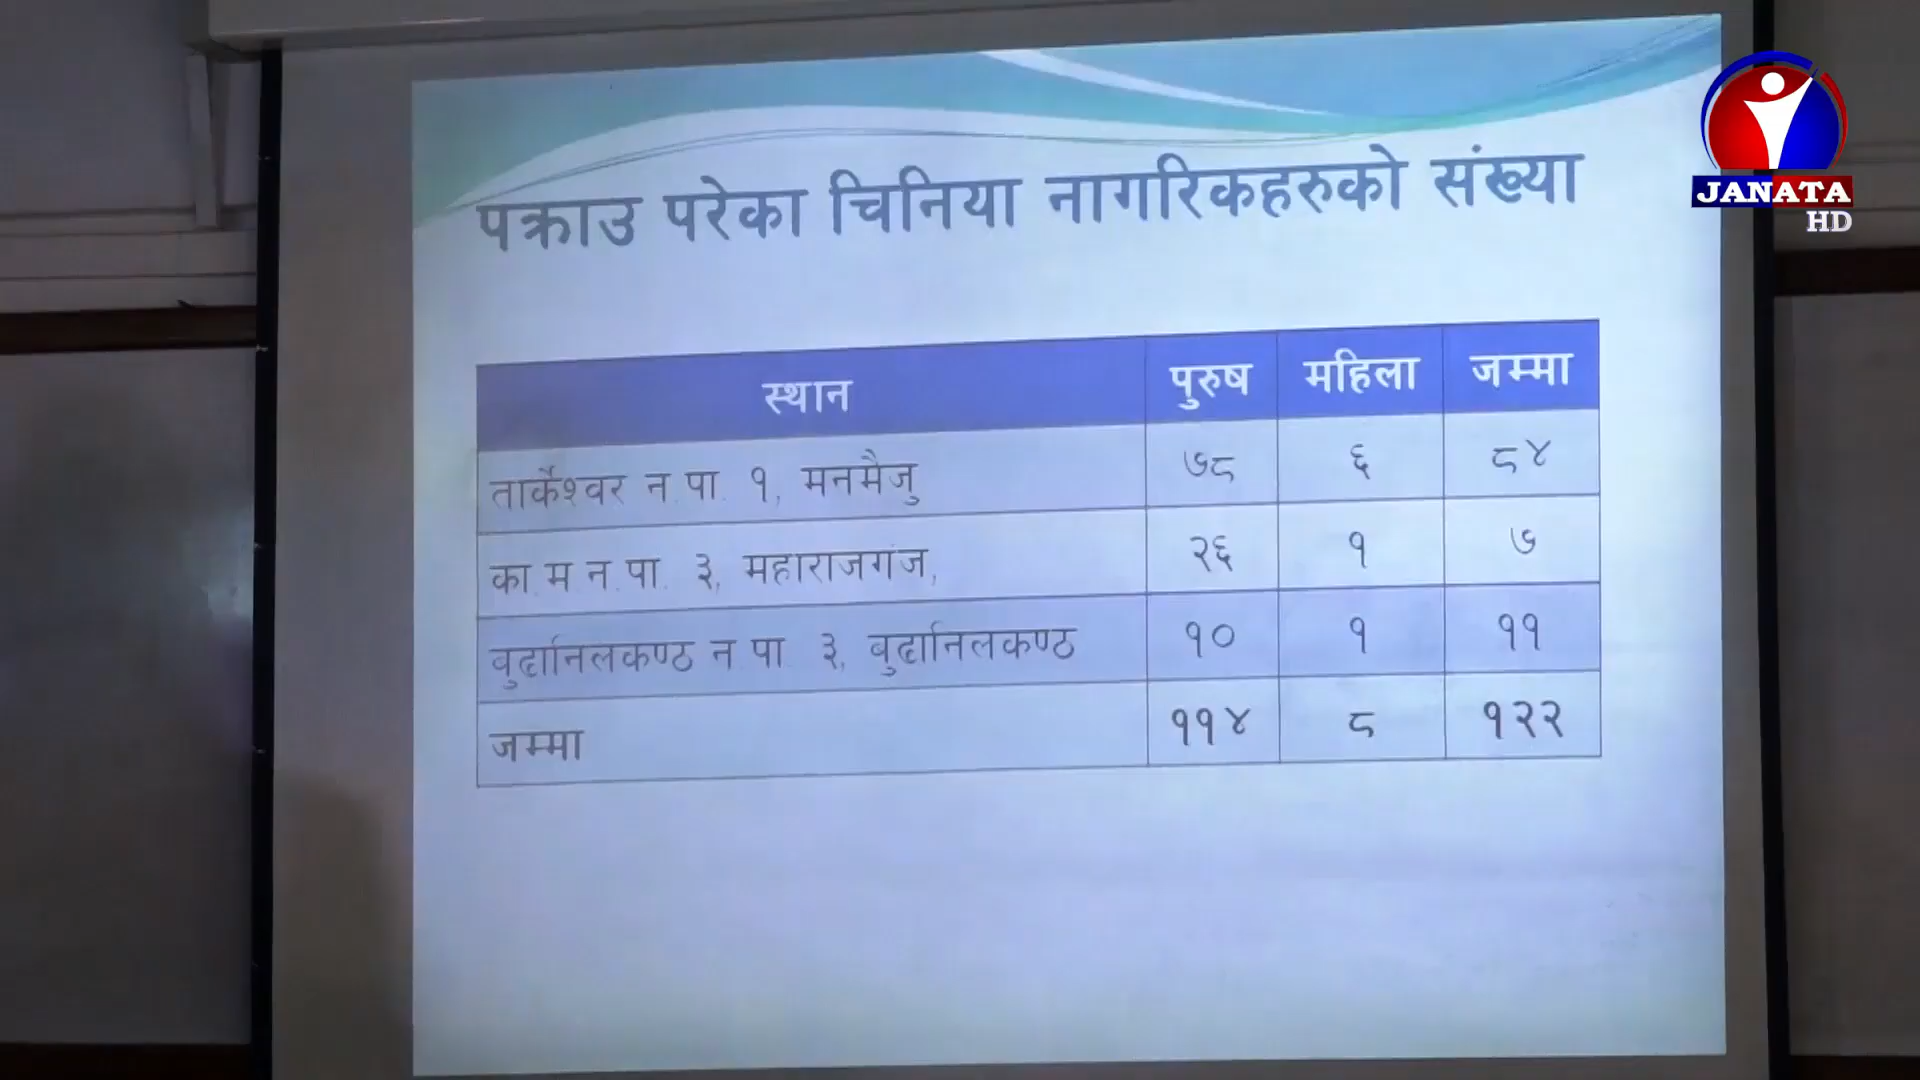 पक्राउ परेका चिनिया नागरिकहरुको संख्या
JANATA
HD
स्थान पुरुष महिला जम्मा
तार्केश्वर न.पा. १, मनमैजु ७८ ६ ८४
का.म.न.पा. ३, महाराजगंज, २६ १ ७
वुर्द्धानिलकण्ठ न.पा. ३, वुर्द्धानिलकण्ठ १० १ ११
जम्मा ११४ ८ १२२